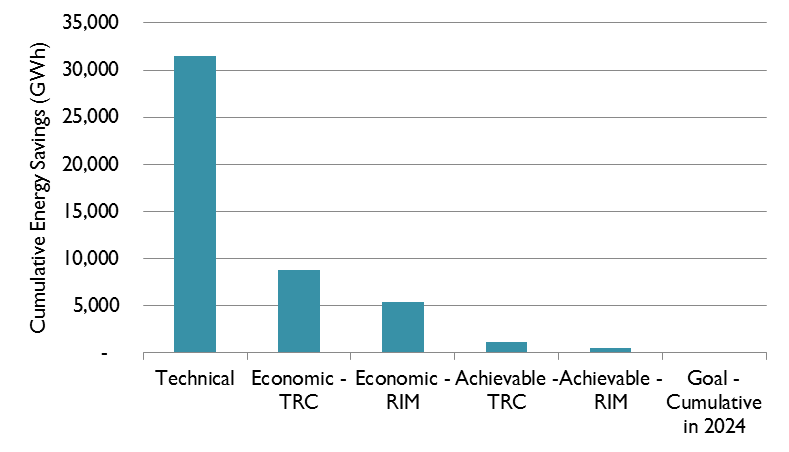 35,000
30,000
25,000
20,000
15,000
10,000
5,000
-
Cumulative Energy Savings (GWh)
Technical
Economic -
TRC
Economic -
RIM
Achievable -
TRC
Achievable -
RIM
Goal -
Cumulative
in 2024